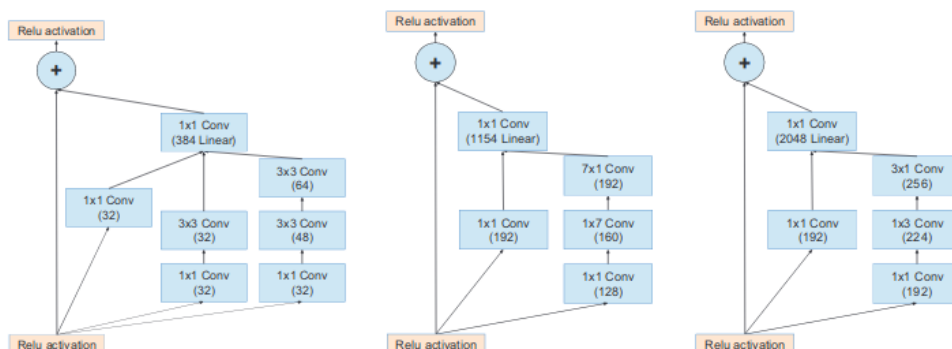 Relu activation
+
1x1 Conv
(384 Linear)
1x1 Conv
(32)
3x3 Conv
(32)
1x1 Conv
(32)
3x3 Conv
(64)
3x3 Conv
(48)
1x1 Conv
(32)
Relu activation
Relu activation
+
1x1 Conv
(1154 Linear)
1x1 Conv
(192)
7x1 Conv
(192)
1x7 Conv
(160)
1x1 Conv
(128)
Relu activation
Relu activation
+
1x1 Conv
(2048 Linear)
1x1 Conv
(192)
3x1 Conv
(256)
1x3 Conv
(224)
1x1 Conv
(192)
Relu activation